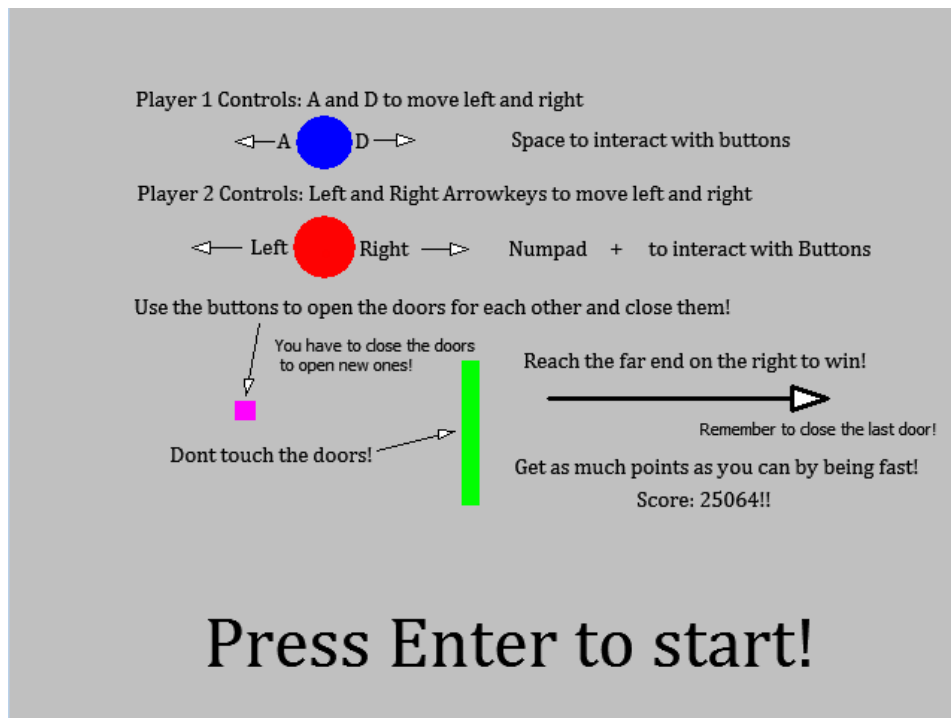 Player 1 Controls: A and D to move left and right
A D Space to interact with buttons
Player 2 Controls: Left and Right Arrowkeys to move left and right
Left Right Numpad + to interact with Buttons
Use the buttons to open the doors for each other and close them!
You have to close the doors
to open new ones!
Reach the far end on the right to win!
Remember to close the last door!
Dont touch the doors!
Get as much points as you can by being fast!
Score: 25064!!
Press Enter to start!